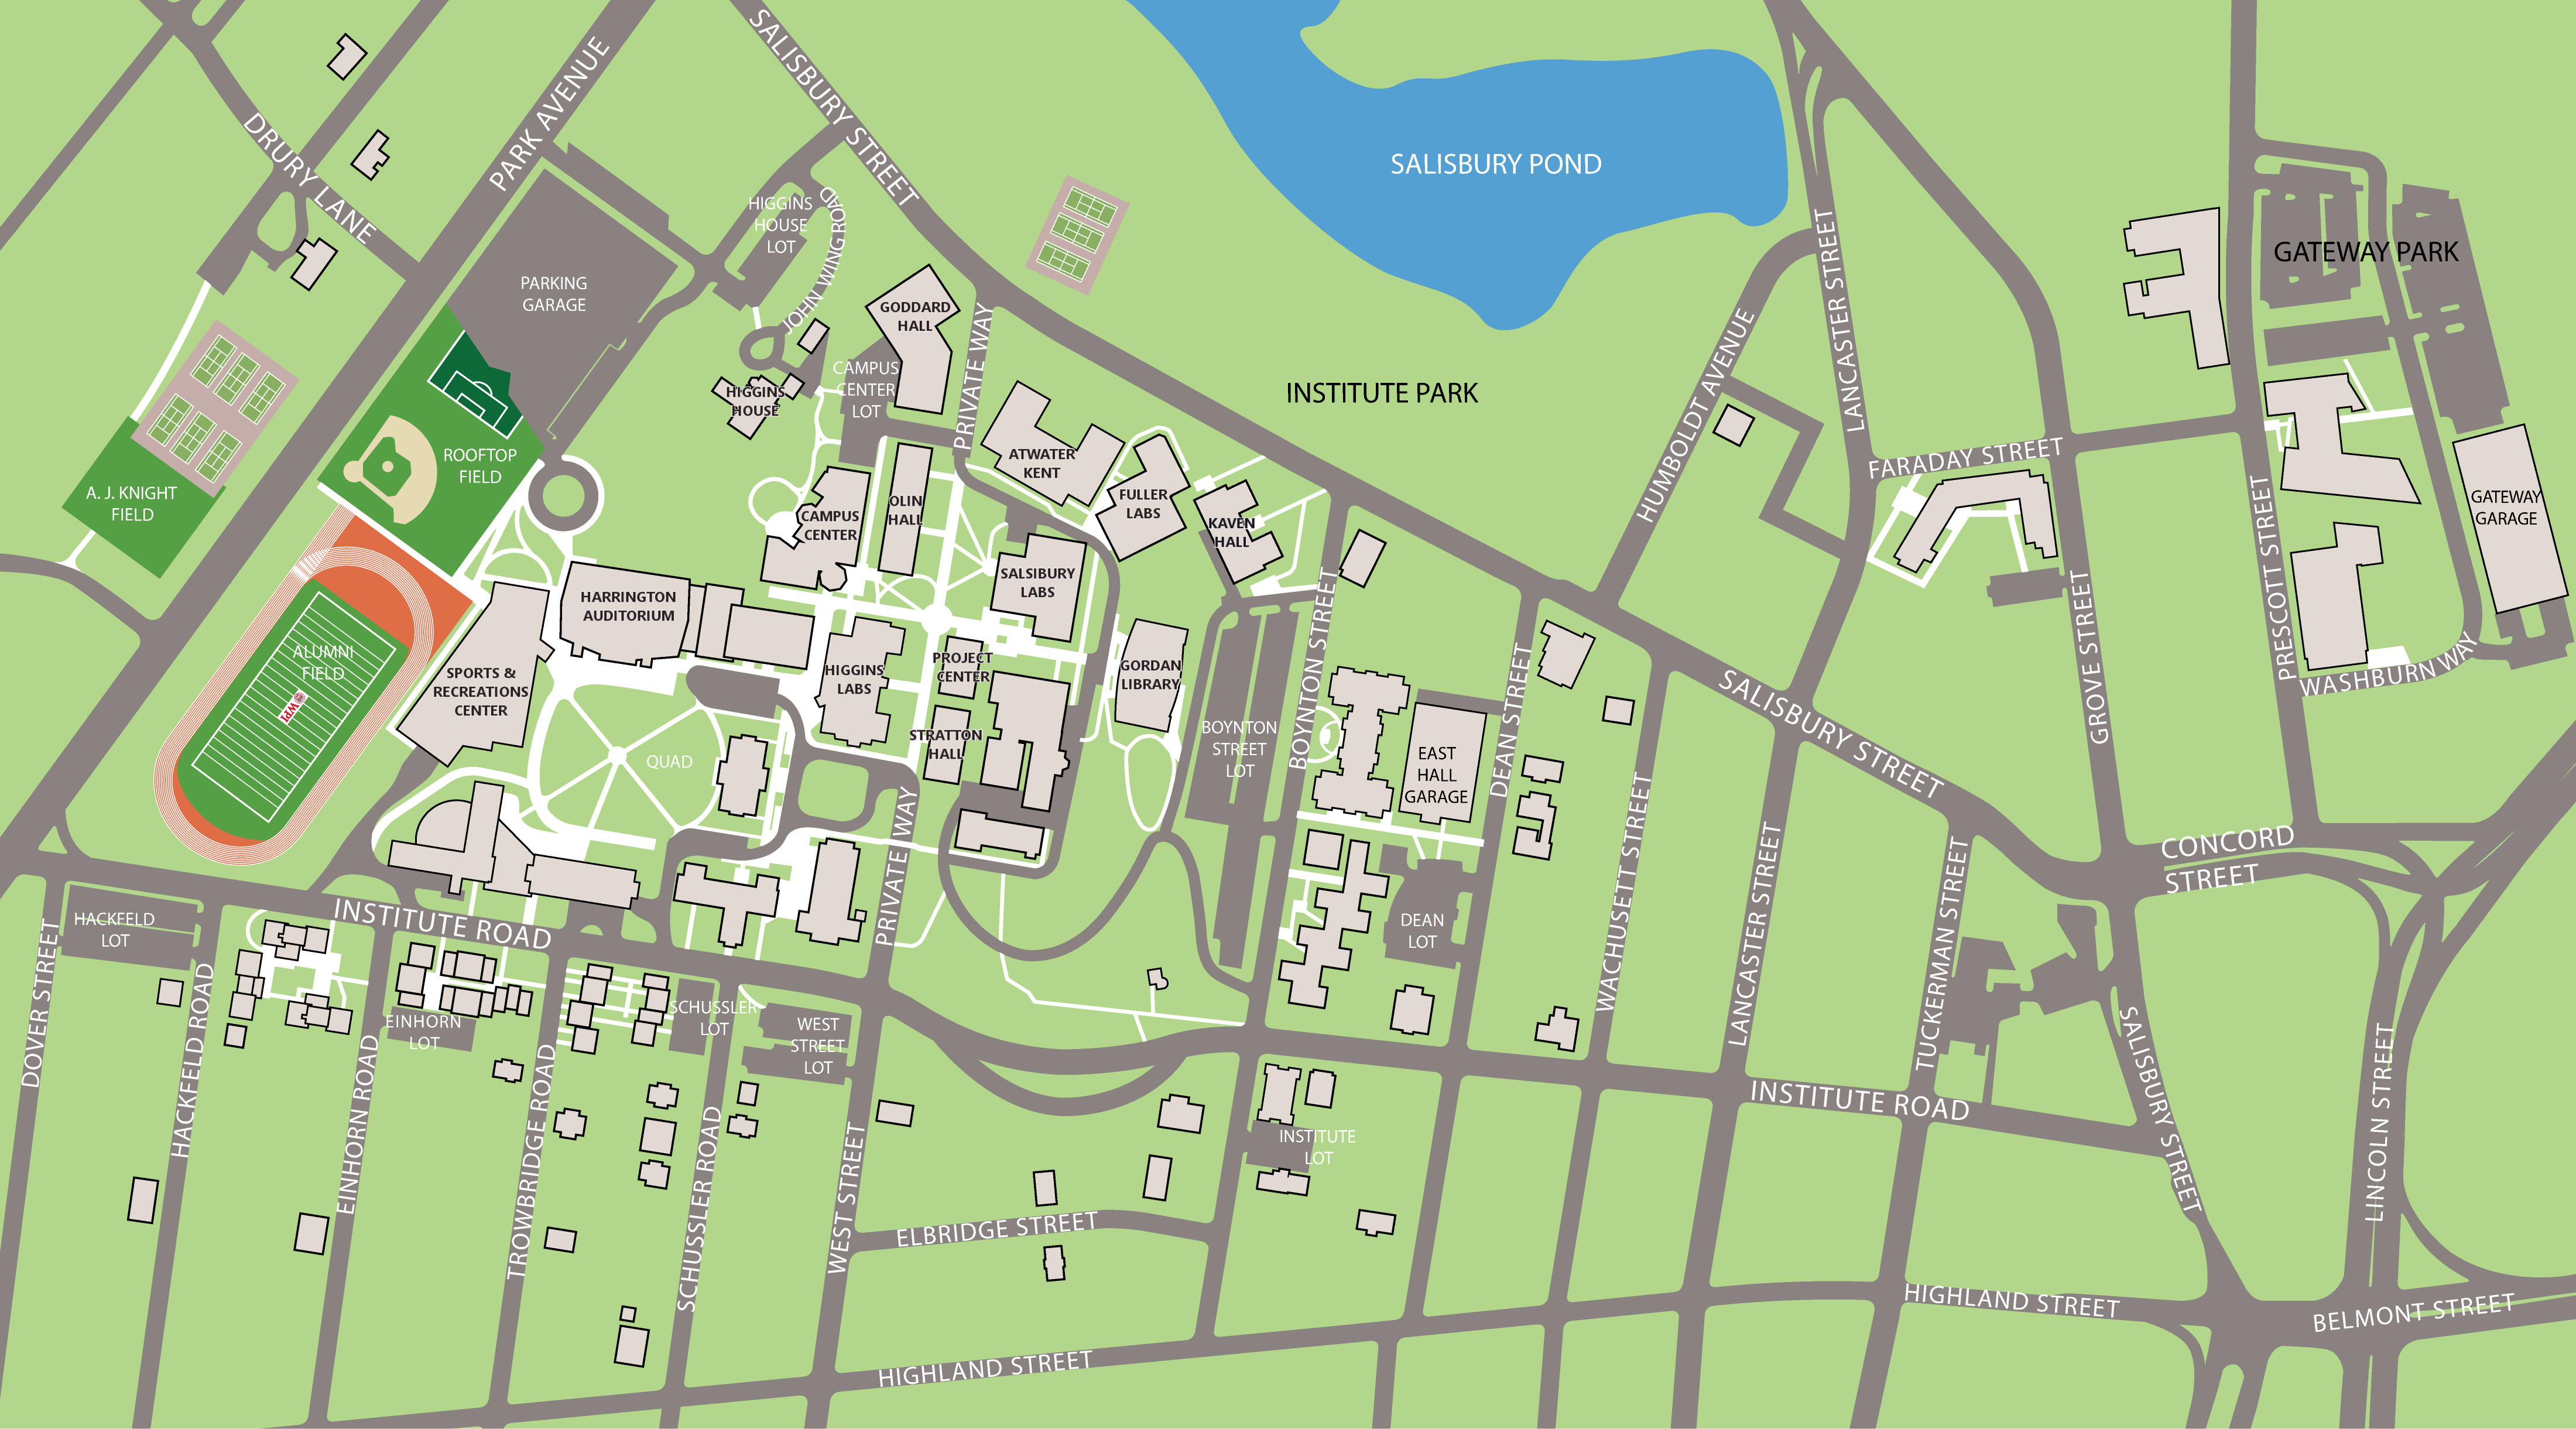 SALISBURY STREET
PARK AVENUE
DRURY LANE
SALISBURY POND
HIGGINS
HOUSE
LOT
JOHN WING ROAD
LANCASTER STREET
GATEWAY PARK
PARKING
GARAGE
GODDARD
HALL
PRIVATE WAY
HUMBOLDT AVENUE
CAMPUS
CENTER
LOT
HIGGINS
HOUSE
INSTITUTE PARK
ROOFTOP
FIELD
ATWATER
KENT
FARADAY STREET
A. J. KNIGHT
FIELD
CAMPUS
CENTER
OLIN
HALL
FULLER
LABS
KAVEN
HALL
GATEWAY
GARAGE
PRESCOTT STREET
HARRINGTON
AUDITORIUM
SALSIBURY
LABS
BOYNTON STREET
GROVE STREET
ALUMNI
FIELD
WPI
SPORTS &
RECREATIONS
CENTER
HIGGINS
LABS
PROJECT
CENTER
GORDAN
LIBRARY
DEAN STREET
SALISBURY STREET
WASHBURN WAY
QUAD
STRATTON
HALL
BOYNTON
STREET
LOT
EAST
HALL
GARAGE
WACHUSETT STREET
LANCASTER STREET
TUCKERMAN STREET
CONCORD
STREET
PRIVATE WAY
HACKFELD
LOT
INSTITUTE ROAD
DEAN
LOT
DOVER STREET
HACKFELD ROAD
EINHORN
LOT
EINHORN ROAD
TROWBRIDGE ROAD
SCHUSSLER
LOT
WEST
STREET
LOT
SCHUSSLER ROAD
WEST STREET
INSTITUTE ROAD
SALISBURY STREET
LINCOLN STREET
INSTITUTE
LOT
ELBRIDGE STREET
HIGHLAND STREET
BELMONT STREET
HIGHLAND STREET